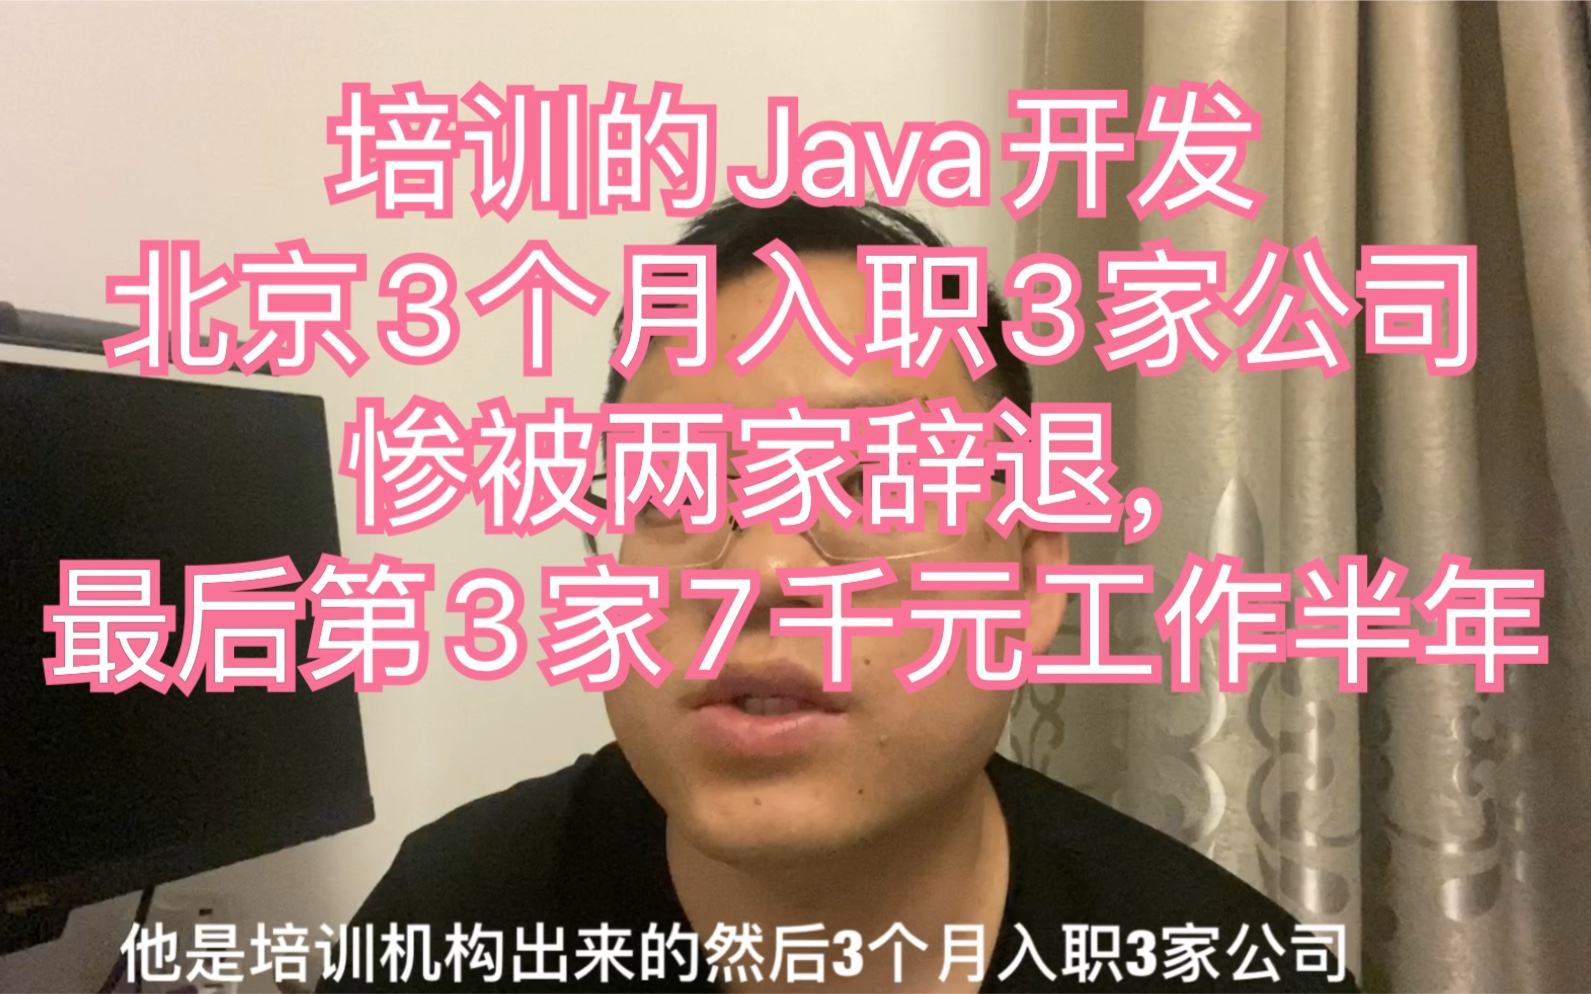 培训的Java开发
北京3个月入职3家公司
惨被两家辞退，
最后第3家7千元工作半年
他是培训机构出来的然后3个月入职3家公司